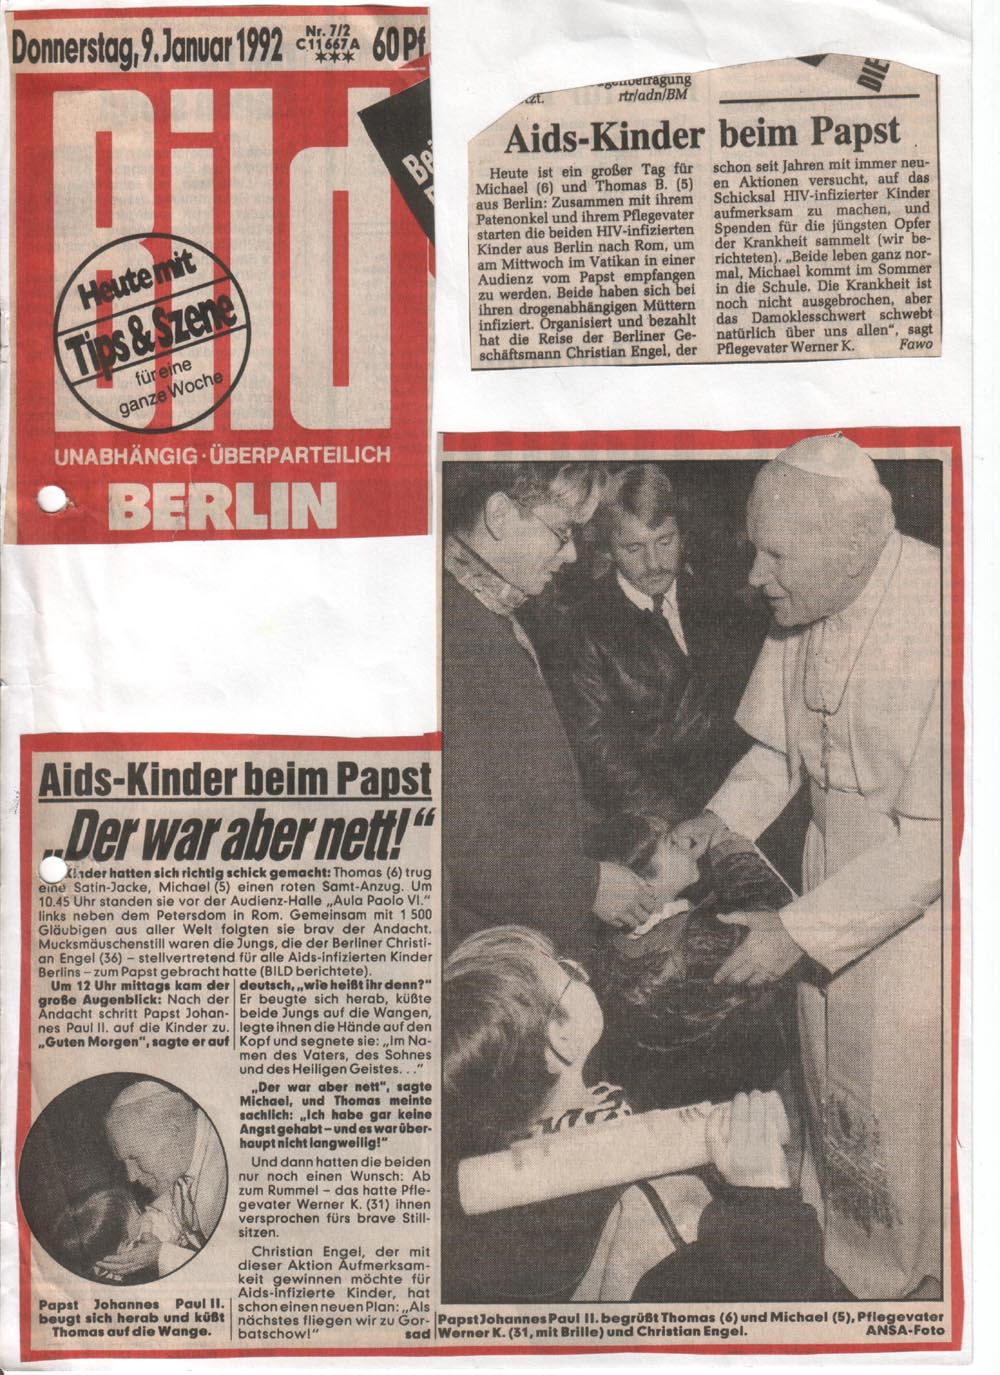 Donnerstag, 9. Januar 1992
Nr. 7/2
C 11 667 A
★★★
60 Pf
Bild
Heute mit
Tips & Szene
für eine
ganze Woche
UNABHÄNGIG · ÜBERPARTEILICH
BERLIN
rtr/adn/BM
DIE
Aids-Kinder beim Papst
Heute ist ein großer Tag für
Michael (6) und Thomas B. (5)
aus Berlin: Zusammen mit ihrem
Patenonkel und ihrem Pflegevater
starten die beiden HIV-infizierten
Kinder aus Berlin nach Rom, um
am Mittwoch im Vatikan in einer
Audienz vom Papst empfangen
zu werden. Beide haben sich bei
ihren drogenabhängigen Müttern
infiziert. Organisiert und bezahlt
hat die Reise der Berliner Ge-
schäftsmann Christian Engel, der
schon seit Jahren mit immer neu-
en Aktionen versucht, auf das
Schicksal HIV-infizierter Kinder
aufmerksam zu machen, und
Spenden für die jüngsten Opfer
der Krankheit sammelt (wir be-
richteten). „Beide leben ganz nor-
mal, Michael kommt im Sommer
in die Schule. Die Krankheit ist
noch nicht ausgebrochen, aber
das Damoklesschwert schwebt
natürlich über uns allen“, sagt
Pflegevater Werner K. Fawo
Aids-Kinder beim Papst
„Der war aber nett!“
Kinder hatten sich richtig schick gemacht: Thomas (6) trug
eine Satin-Jacke, Michael (5) einen roten Samt-Anzug. Um
10.45 Uhr standen sie vor der Audienz-Halle „Aula Paolo VI.“
links neben dem Petersdom in Rom. Gemeinsam mit 1 500
Gläubigen aus aller Welt folgten sie brav der Andacht.
Mucksmäuschenstill waren die Jungs, die der Berliner Christi-
an Engel (36) – stellvertretend für alle Aids-infizierten Kinder
Berlins – zum Papst gebracht hatte (BILD berichtete).
Um 12 Uhr mittags kam der
große Augenblick: Nach der
Andacht schritt Papst Johan-
nes Paul II. auf die Kinder zu.
„Guten Morgen“, sagte er auf
deutsch, „wie heißt ihr denn?“
Er beugte sich herab, küßte
beide Jungs auf die Wangen,
legte ihnen die Hände auf den
Kopf und segnete sie: „Im Na-
men des Vaters, des Sohnes
und des Heiligen Geistes. . .“
„Der war aber nett“, sagte
Michael, und Thomas meinte
sachlich: „Ich habe gar keine
Angst gehabt – und es war über-
haupt nicht langweilig!“
Und dann hatten die beiden
nur noch einen Wunsch: Ab
zum Rummel – das hatte Pfle-
gevater Werner K. (31) ihnen
versprochen fürs brave Still-
sitzen.
Christian Engel, der mit
dieser Aktion Aufmerksam-
keit gewinnen möchte für
Aids-infizierte Kinder, hat
schon einen neuen Plan: „Als
nächstes fliegen wir zu Gor-
batschow!“ sad
Papst Johannes Paul II.
beugt sich herab und küßt
Thomas auf die Wange.
Papst Johannes Paul II. begrüßt Thomas (6) und Michael (5), Pflegevater
Werner K. (31, mit Brille) und Christian Engel. ANSA-Foto